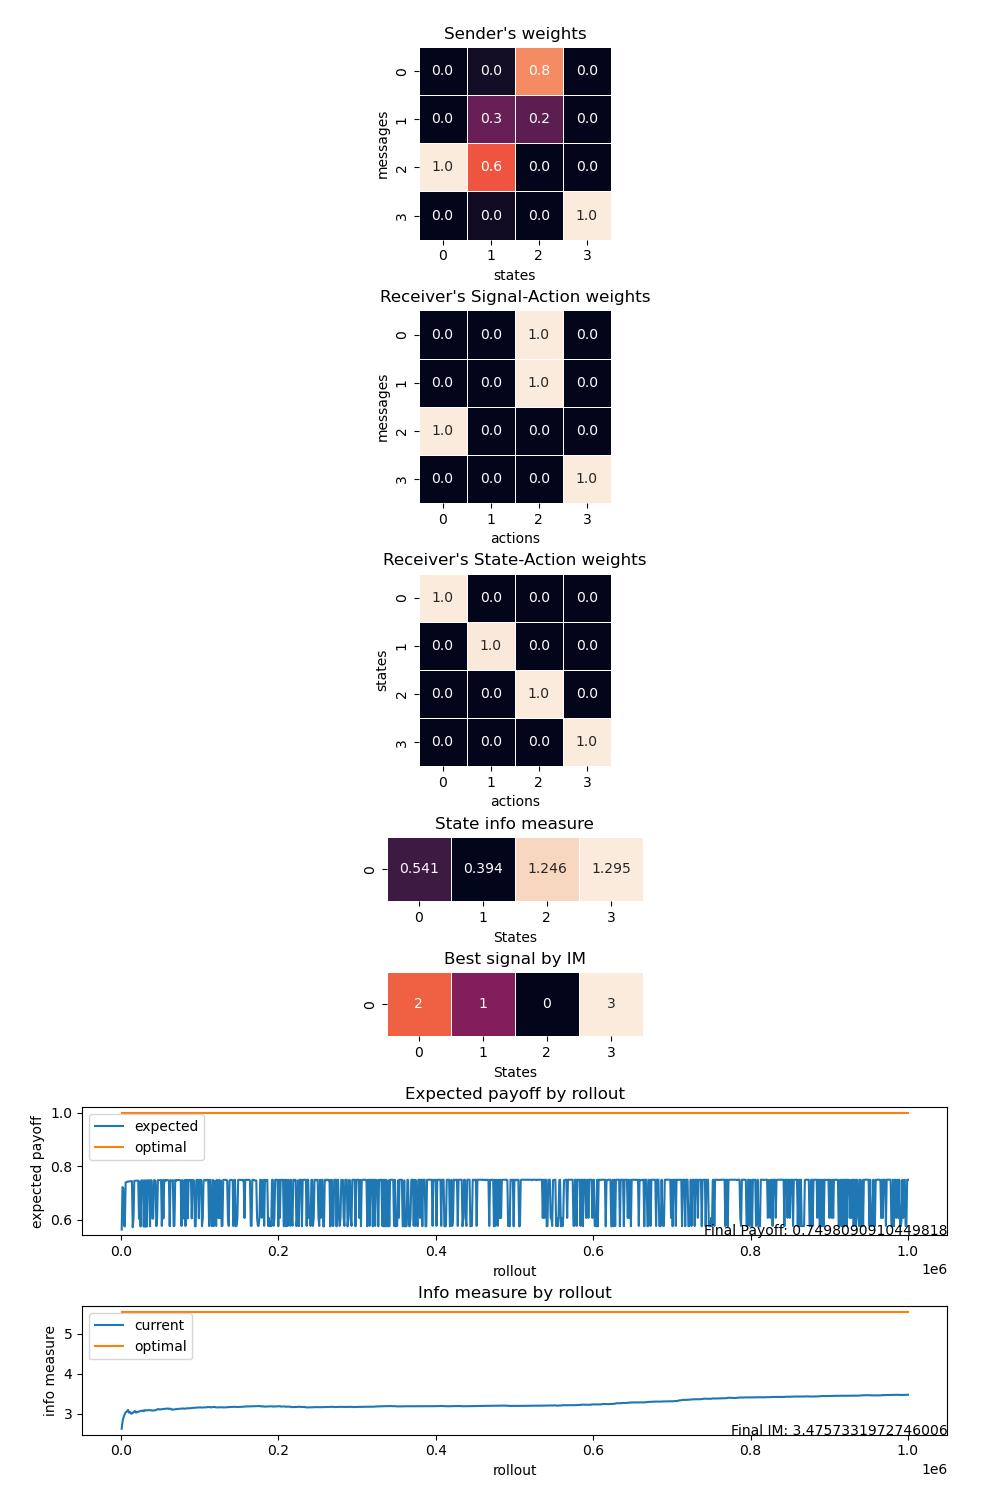 Sender's weights
messages
0 0.0 0.0 0.8 0.0
1 0.0 0.3 0.2 0.0
2 1.0 0.6 0.0 0.0
3 0.0 0.0 0.0 1.0
0 1 2 3
states
Receiver's Signal-Action weights
messages
0 0.0 0.0 1.0 0.0
1 0.0 0.0 1.0 0.0
2 1.0 0.0 0.0 0.0
3 0.0 0.0 0.0 1.0
0 1 2 3
actions
Receiver's State-Action weights
states
0 1.0 0.0 0.0 0.0
1 0.0 1.0 0.0 0.0
2 0.0 0.0 1.0 0.0
3 0.0 0.0 0.0 1.0
0 1 2 3
actions
State info measure
0 0.541 0.394 1.246 1.295
0 1 2 3
States
Best signal by IM
0 2 1 0 3
0 1 2 3
States
Expected payoff by rollout
expected payoff
1.0
0.8
0.6
expected
optimal
Final Payoff: 0.7498090910449818
0.0 0.2 0.4 0.6 0.8 1.0
1e6
rollout
Info measure by rollout
info measure
5
4
3
current
optimal
Final IM: 3.4757331972746006
0.0 0.2 0.4 0.6 0.8 1.0
1e6
rollout